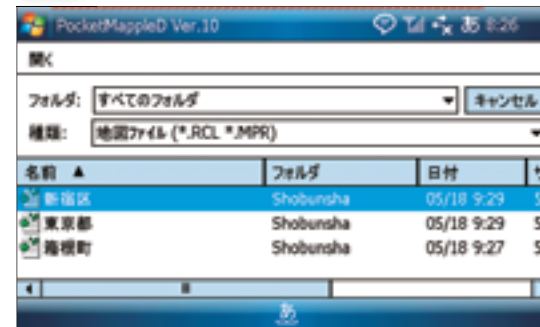 PocketMappleD Ver.10 あ 8:26
開く
フォルダ: すべてのフォルダ キャンセル
種類: 地図ファイル (*.RCL *.MPR)
名前 ▲ フォルダ 日付
新宿区 Shobunsha 05/18 9:29
東京都 Shobunsha 05/18 9:29
箱根町 Shobunsha 05/18 9:27
あ